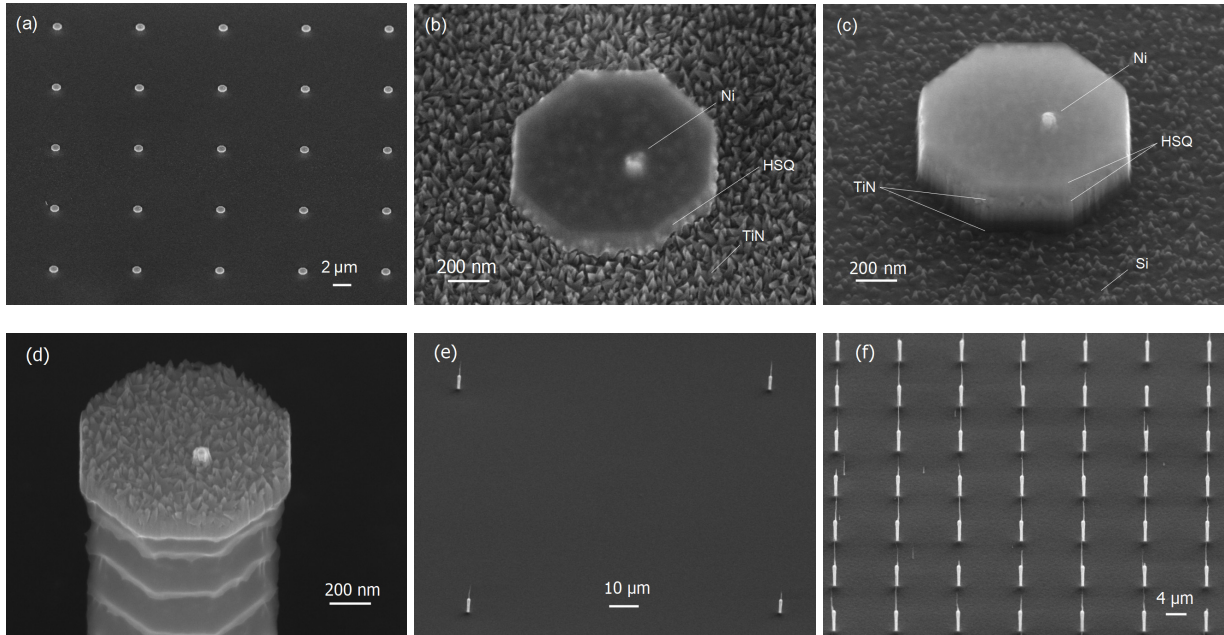 (a)
2 µm
(b)
Ni
HSQ
TiN
200 nm
(c)
Ni
HSQ
TiN
Si
200 nm
(d)
200 nm
(e)
10 µm
(f)
4 µm